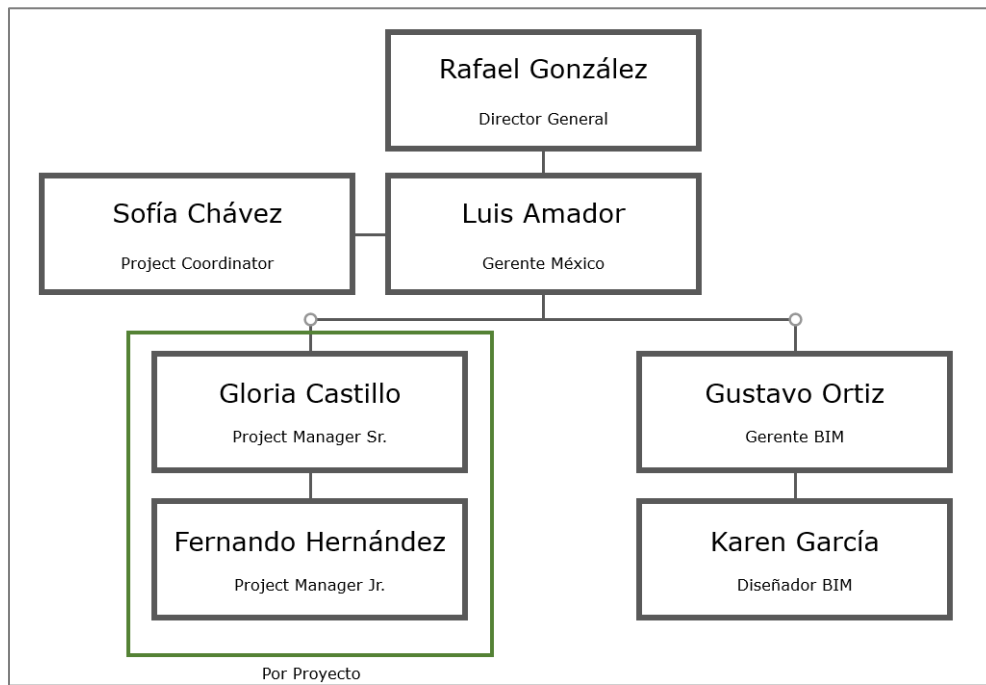 Rafael González
Director General
Sofía Chávez
Project Coordinator
Luis Amador
Gerente México
Gloria Castillo
Project Manager Sr.
Gustavo Ortiz
Gerente BIM
Fernando Hernández
Project Manager Jr.
Karen García
Diseñador BIM
Por Proyecto